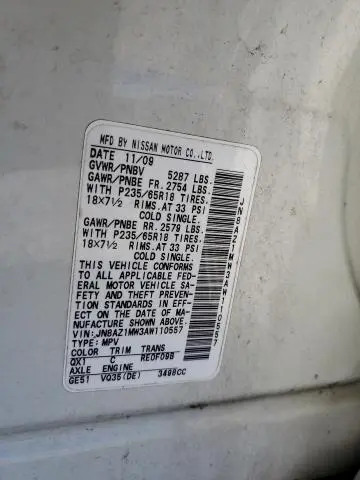 MFD BY NISSAN MOTOR CO.,LTD.
DATE 11/09
GVWR/PNBV 5287 LBS.
GAWR/PNBE FR. 2754 LBS.
WITH P235/65R18 TIRES.
18X7½ RIMS.AT 33 PSI
COLD SINGLE.
GAWR/PNBE RR. 2579 LBS.
WITH P235/65R18 TIRES.
18X7½ RIMS.AT 33 PSI
COLD SINGLE.
THIS VEHICLE CONFORMS
TO ALL APPLICABLE FED-
ERAL MOTOR VEHICLE SA-
FETY AND THEFT PREVENTION
STANDARDS IN EFF-
ECT ON THE DATE OF MA-
NUFACTURE SHOWN ABOVE.
VIN: JN8AZ1MW3AW110557
TYPE: MPV
COLOR TRIM TRANS
QX1 C RE0F09B
AXLE ENGINE
GE51 VQ35(DE) 3498CC
JN8AZ1MW3AW110557